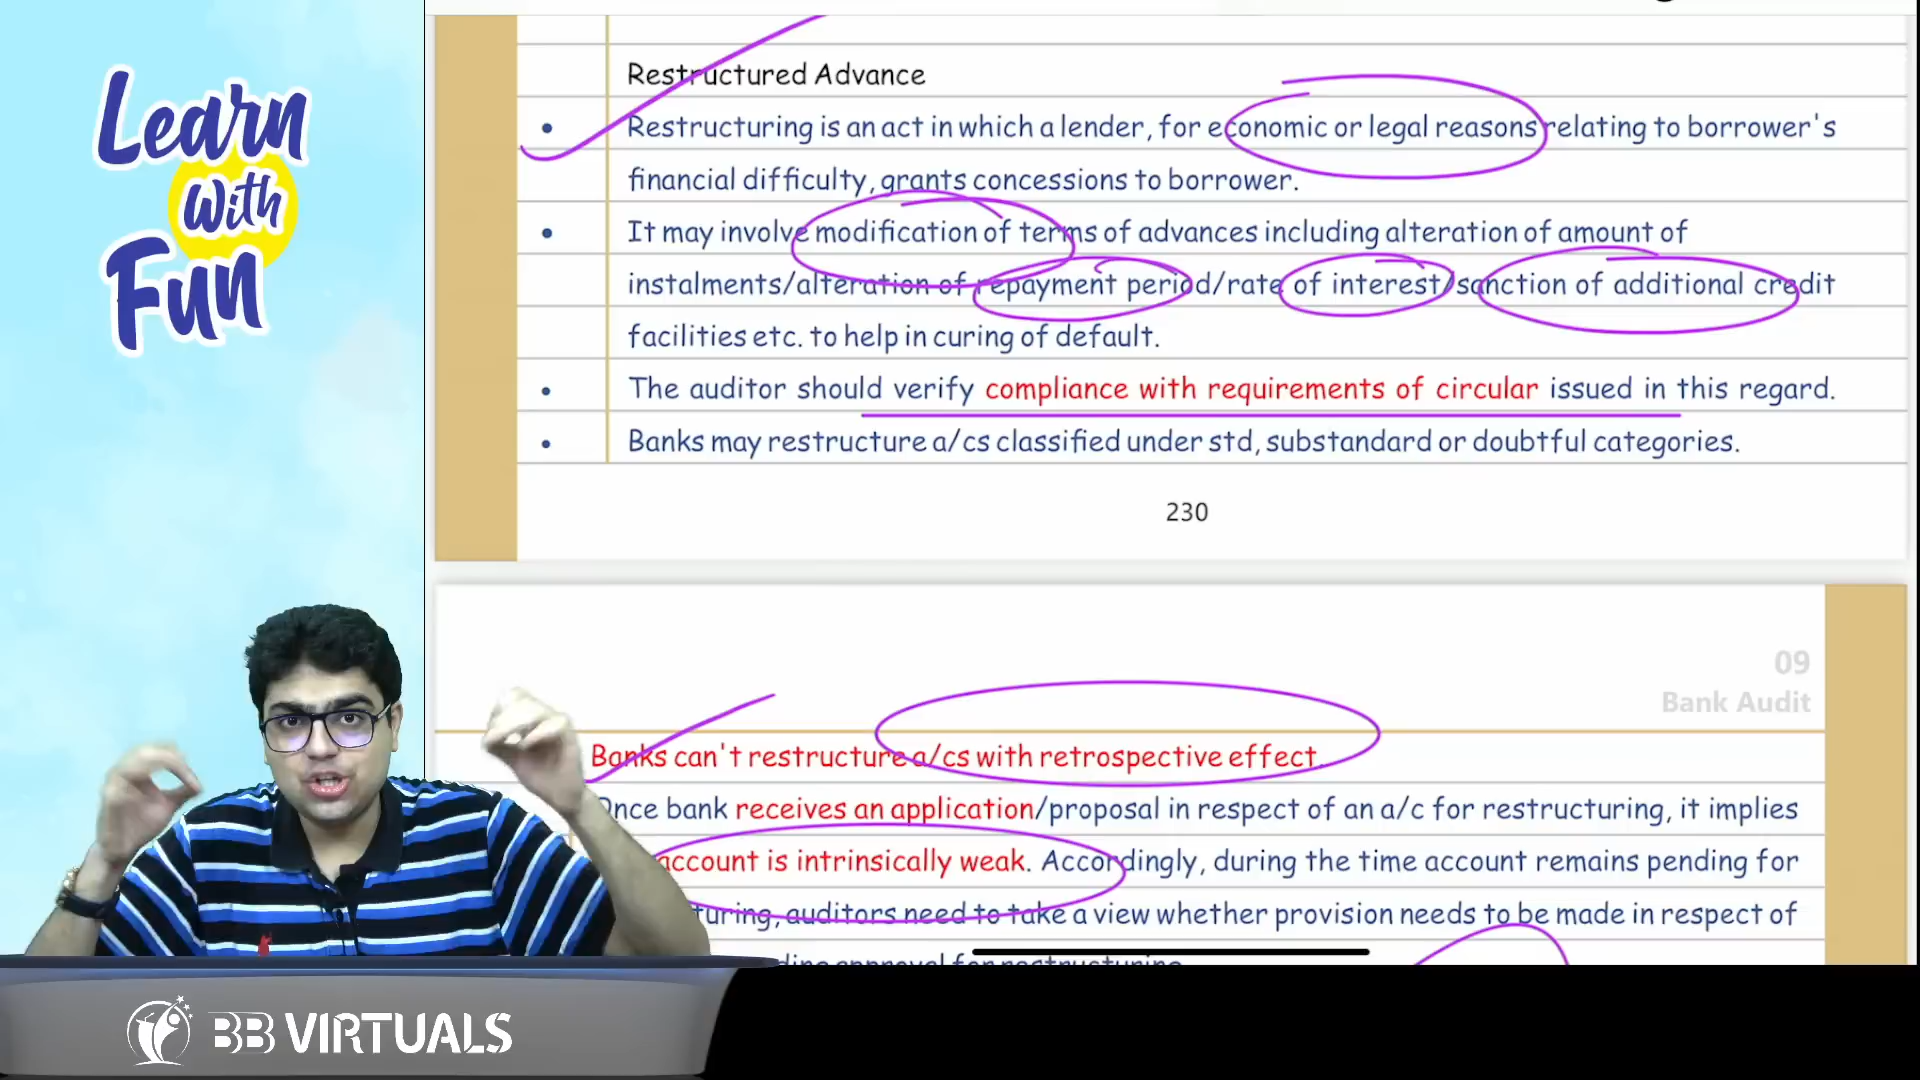 Learn
With
Fun
Restructured Advance
• Restructuring is an act in which a lender, for economic or legal reasons relating to borrower's
financial difficulty, grants concessions to borrower.
• It may involve modification of terms of advances including alteration of amount of
instalments/alteration of repayment period/rate of interest/sanction of additional credit
facilities etc. to help in curing of default.
• The auditor should verify compliance with requirements of circular issued in this regard.
• Banks may restructure a/cs classified under std, substandard or doubtful categories.
230
09
Bank Audit
Banks can't restructure a/cs with retrospective effect.
Once bank receives an application/proposal in respect of an a/c for restructuring, it implies
account is intrinsically weak. Accordingly, during the time account remains pending for
turing, auditors need to take a view whether provision needs to be made in respect of
approval for restructuring.
BB VIRTUALS